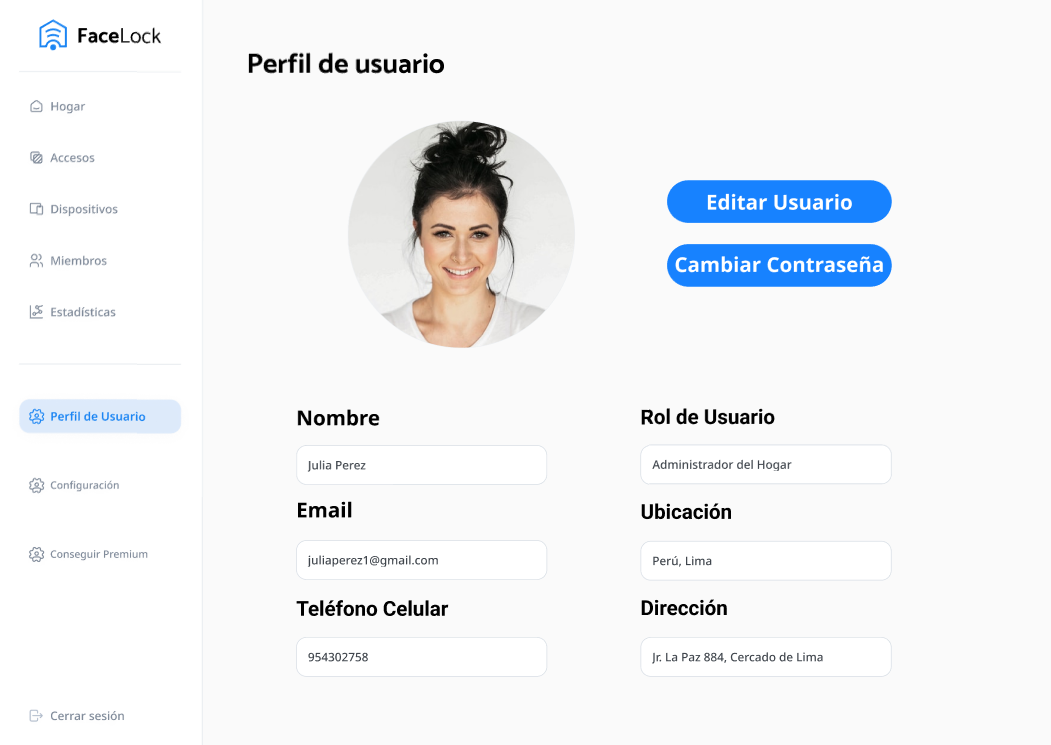 FaceLock
Hogar
Accesos
Dispositivos
Miembros
Estadísticas
Perfil de Usuario
Configuración
Conseguir Premium
Cerrar sesión
Perfil de usuario
Editar Usuario
Cambiar Contraseña
Nombre
Julia Perez
Email
juliaperez1@gmail.com
Teléfono Celular
954302758
Rol de Usuario
Administrador del Hogar
Ubicación
Perú, Lima
Dirección
Jr. La Paz 884, Cercado de Lima